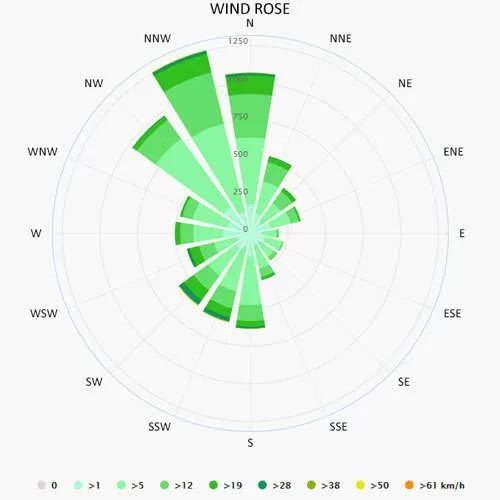 WIND ROSE
N
NNW
NNE
1250
1000
NW
NE
750
WNW
500
ENE
250
W
0
E
WSW
ESE
SW
SE
SSW
SSE
S
0 >1 >5 >12 >19 >28 >38 >50 >61 km/h